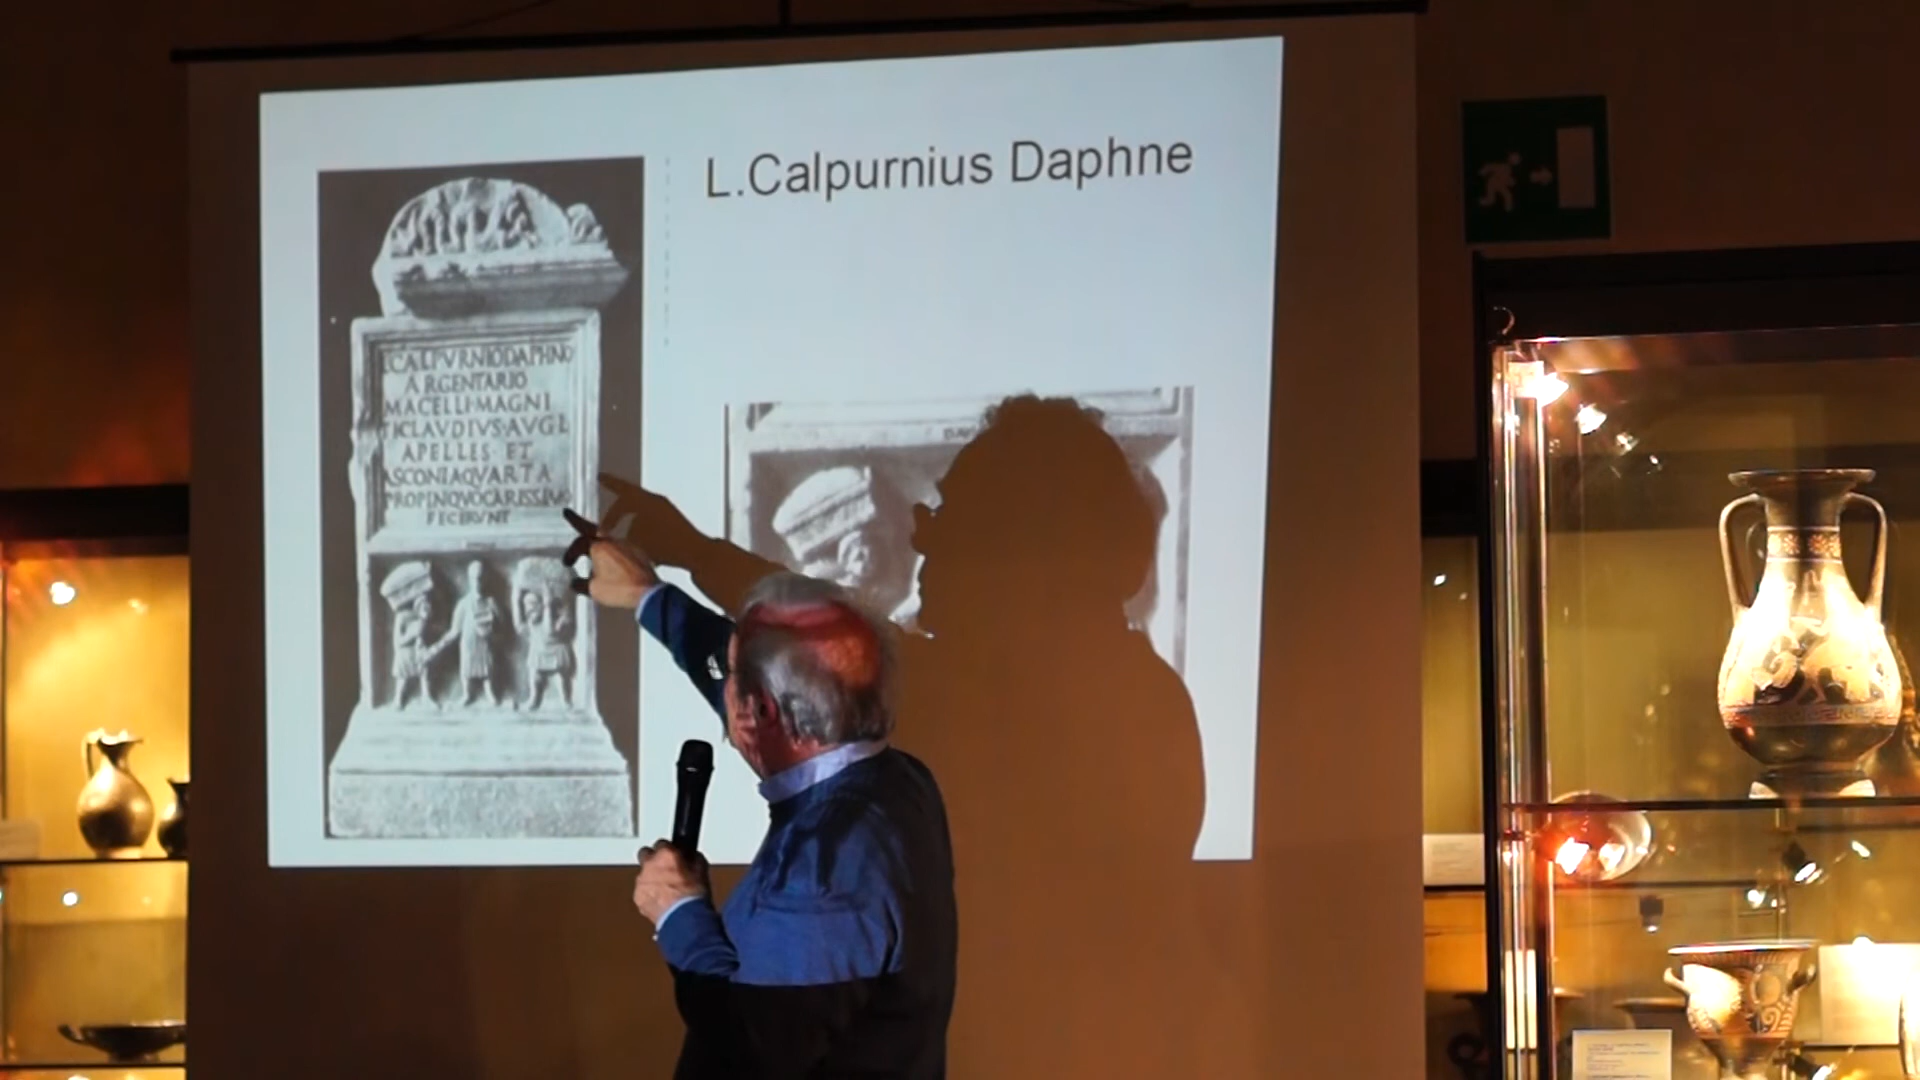 L.Calpurnius Daphne
L CALPVRNIO DAPHNO
ARGENTARIO
MACELLI·MAGNI
TI CLAVDIVS·AVG L
APELLES ET
ASCONIA QVARTA
PROPINQVO CARISSIMO
FECERVNT